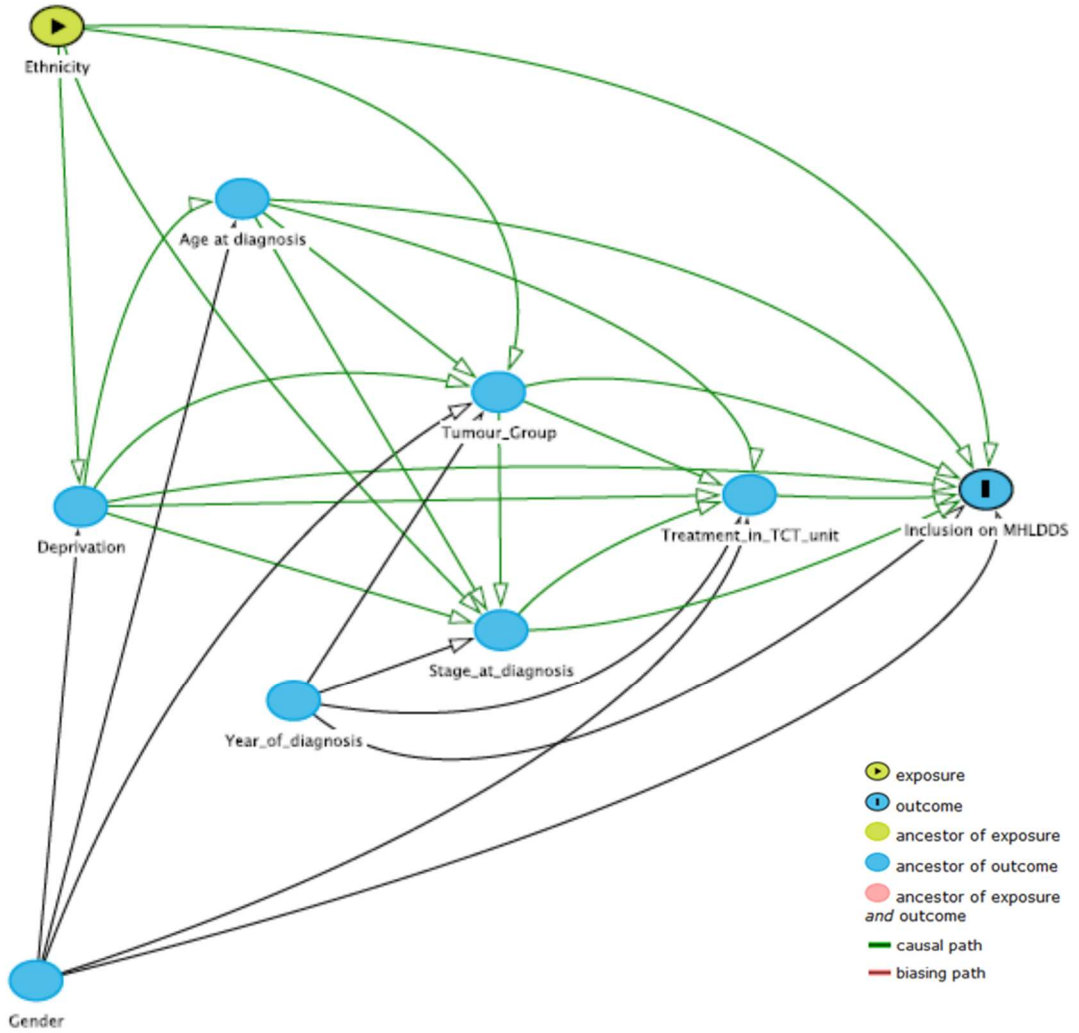 Ethnicity
Age at diagnosis
Tumour_Group
Deprivation
Treatment_in_TCT_unit
Inclusion on MHLDDS
Stage_at_diagnosis
Year_of_diagnosis
Gender
exposure
outcome
ancestor of exposure
ancestor of outcome
ancestor of exposure
and outcome
causal path
biasing path